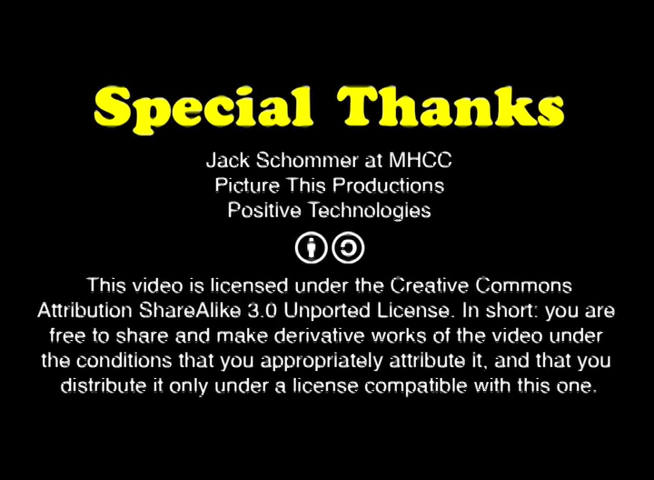 Special Thanks
Jack Schommer at MHCC
Picture This Productions
Positive Technologies
This video is licensed under the Creative Commons
Attribution ShareAlike 3.0 Unported License. In short: you are
free to share and make derivative works of the video under
the conditions that you appropriately attribute it, and that you
distribute it only under a license compatible with this one.